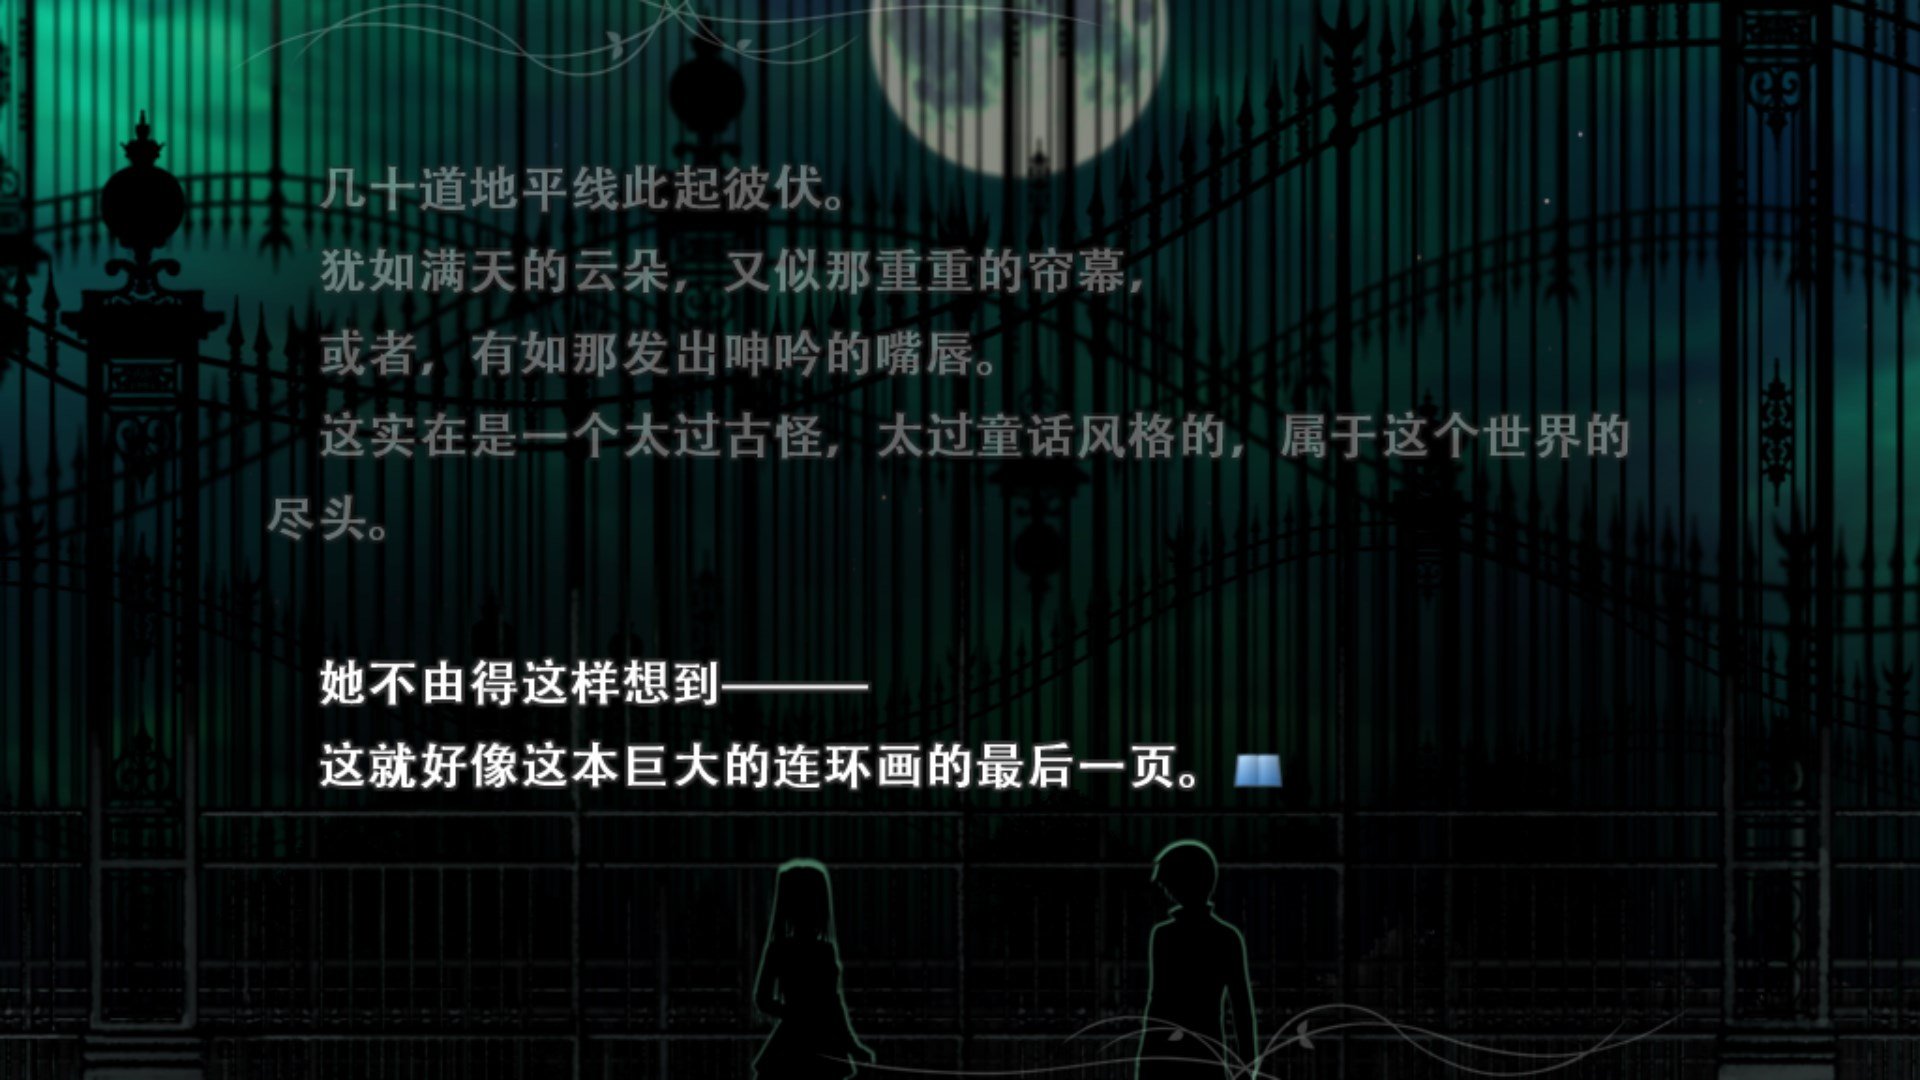 几十道地平线此起彼伏。
犹如满天的云朵，又似那重重的帘幕，
或者，有如那发出呻吟的嘴唇。
这实在是一个太过古怪，太过童话风格的，属于这个世界的
尽头。
她不由得这样想到———
这就好像这本巨大的连环画的最后一页。